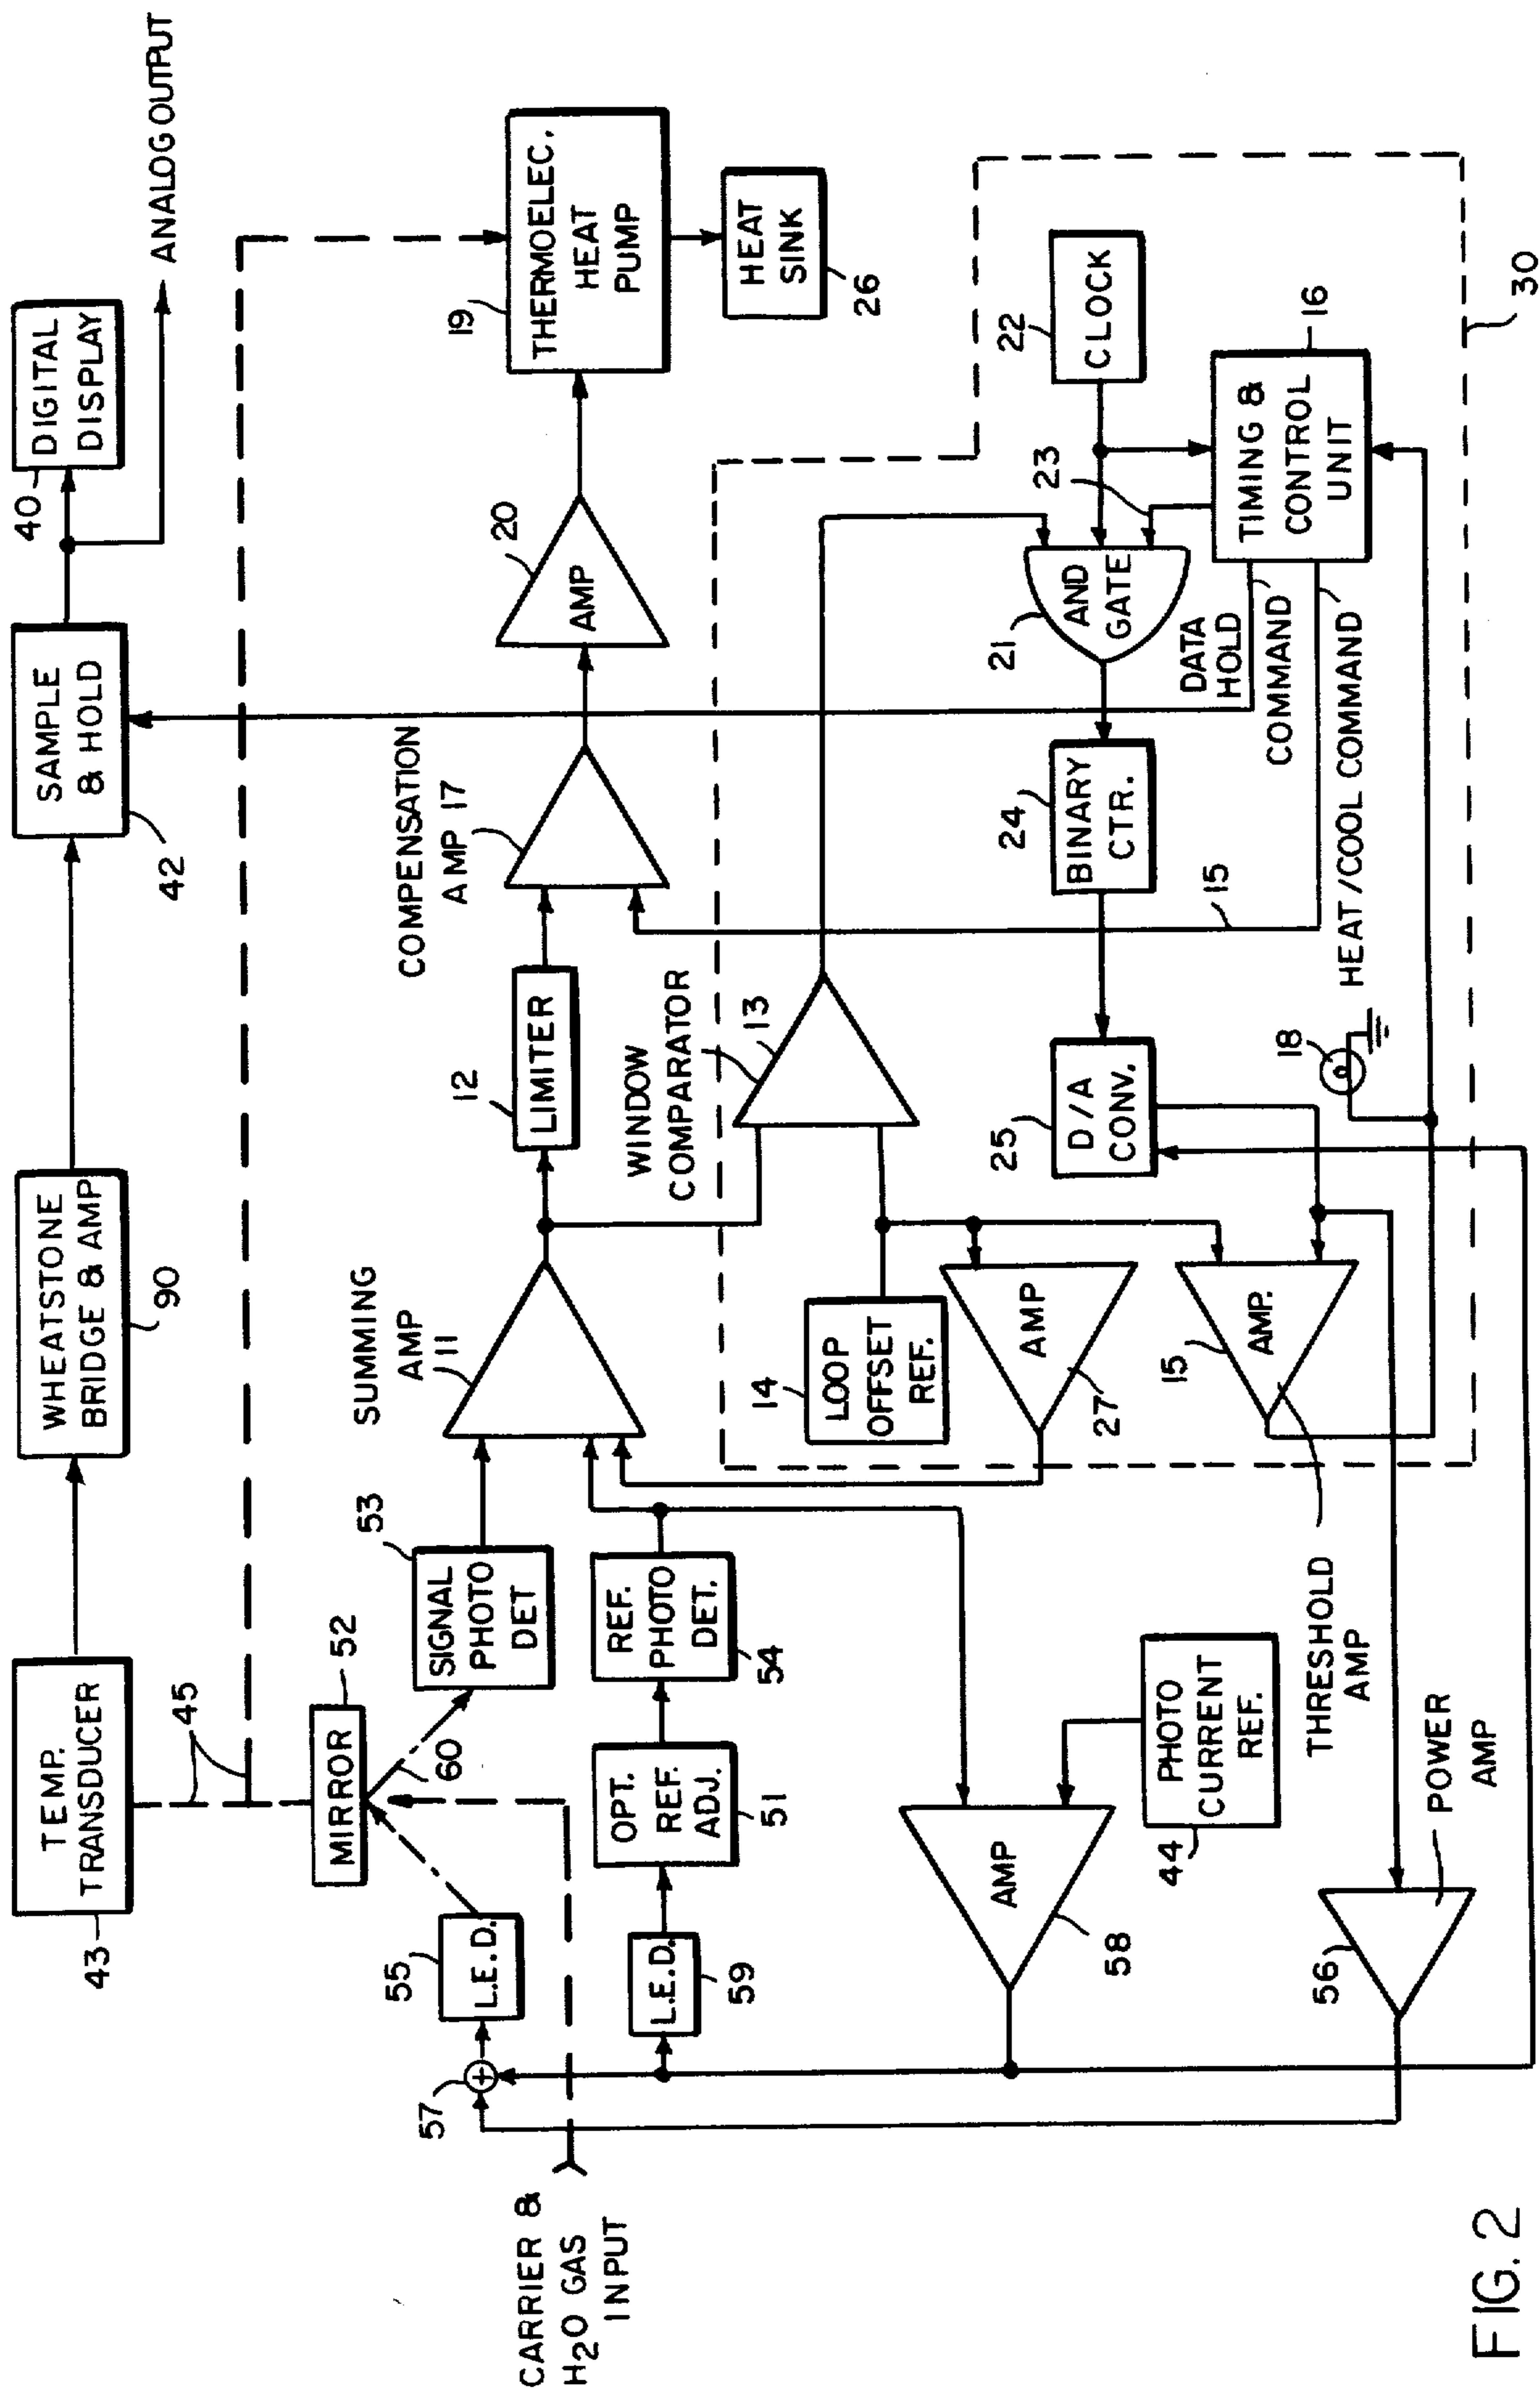 TEMP.
TRANSDUCER
43
WHEATSTONE
BRIDGE & AMP
90
SAMPLE
& HOLD
42
DIGITAL
DISPLAY
40
ANALOG OUTPUT
45
MIRROR
52
60
L.E.D.
55
57
+
SIGNAL
PHOTO
DET
53
SUMMING
AMP 11
LIMITER
12
COMPENSATION
AMP 17
AMP
20
THERMOELEC.
HEAT
PUMP
19
HEAT
SINK
26
CARRIER &
H2O GAS
INPUT
L.E.D.
59
OPT.
REF.
ADJ.
51
REF.
PHOTO
DET.
54
WINDOW
COMPARATOR
13
LOOP
OFFSET
REF.
14
AMP
27
AMP
58
PHOTO
CURRENT
REF.
44
AMP.
15
THRESHOLD
AMP
POWER
AMP
56
D/A
CONV.
25
BINARY
CTR.
24
AND
GATE
21
23
CLOCK
22
TIMING &
CONTROL
UNIT
16
DATA
HOLD
COMMAND
HEAT/COOL COMMAND
15
18
30
FIG. 2